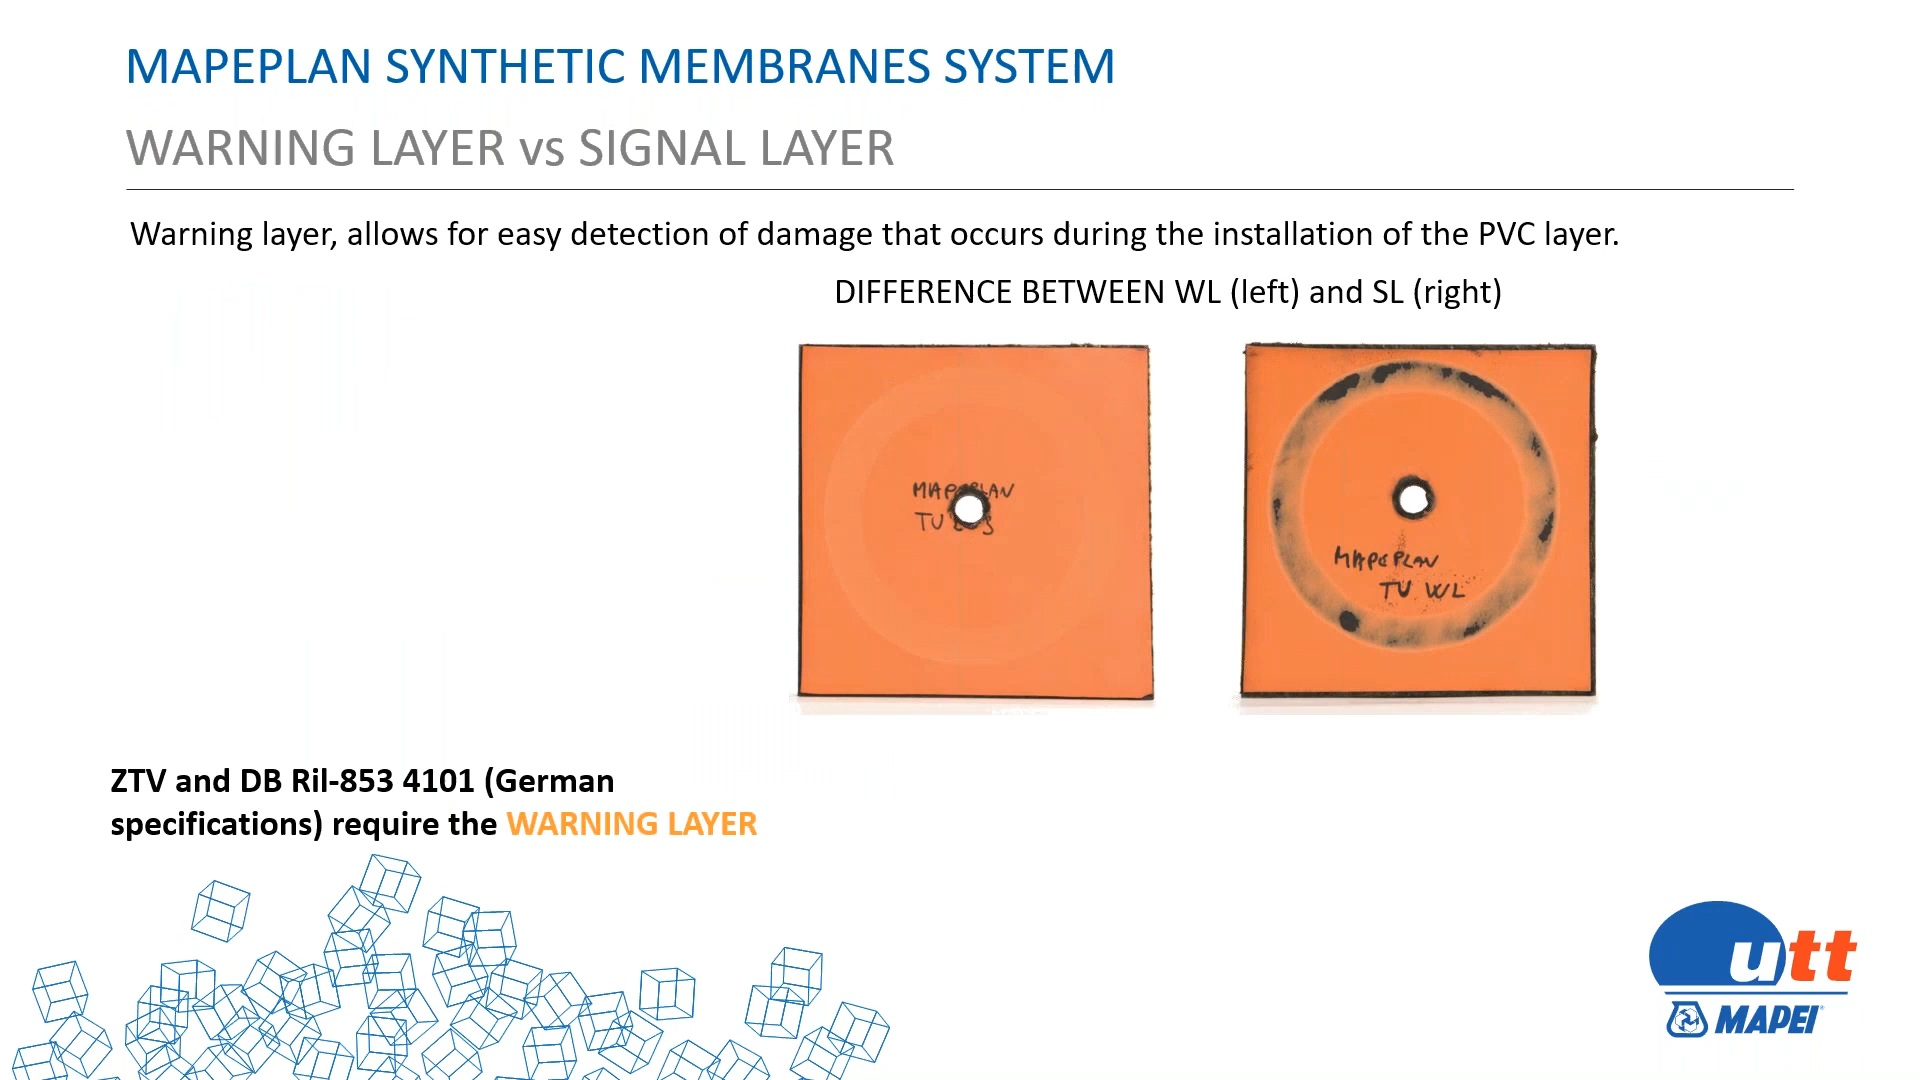 MAPEPLAN SYNTHETIC MEMBRANES SYSTEM
WARNING LAYER vs SIGNAL LAYER
Warning layer, allows for easy detection of damage that occurs during the installation of the PVC layer.
DIFFERENCE BETWEEN WL (left) and SL (right)
TU
MAPEPLAN
TU WL
ZTV and DB Ril-853 4101 (German
specifications) require the WARNING LAYER
utt
MAPEI